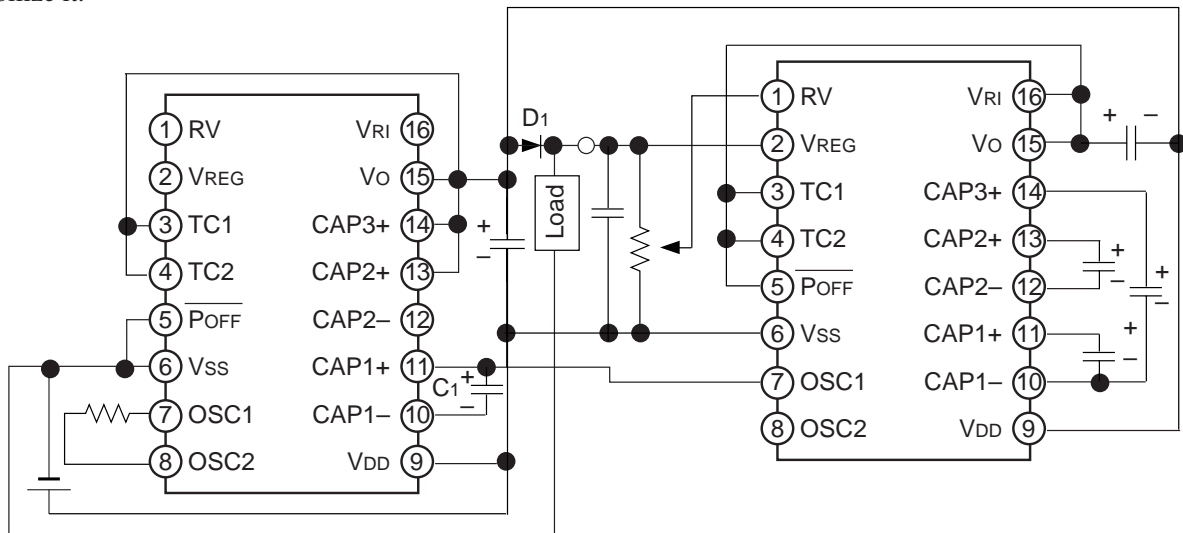 it.
1 RV
2 VREG
3 TC1
4 TC2
5 POFF
6 VSS
7 OSC1
8 OSC2
VRI 16
VO 15
CAP3+ 14
CAP2+ 13
CAP2– 12
CAP1+ 11
CAP1– 10
VDD 9
C1
+
–
+
–
D1
Load
1 RV
2 VREG
3 TC1
4 TC2
5 POFF
6 VSS
7 OSC1
8 OSC2
VRI 16
VO 15
CAP3+ 14
CAP2+ 13
CAP2– 12
CAP1+ 11
CAP1– 10
VDD 9
+ –
+
–
+
–
+
–